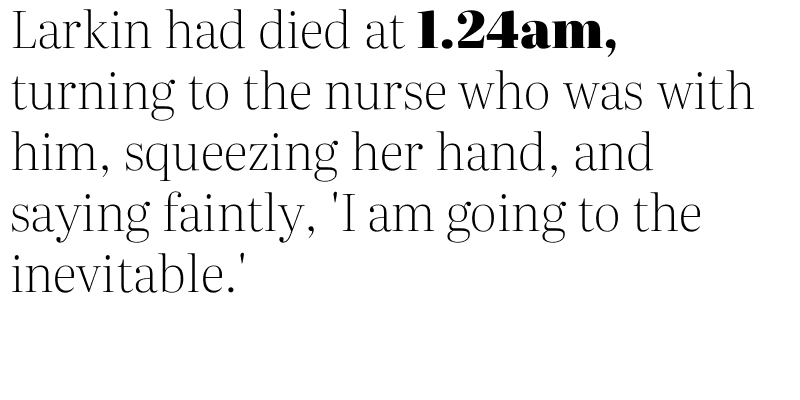 Larkin had died at 1.24am,
turning to the nurse who was with
him, squeezing her hand, and
saying faintly, 'I am going to the
inevitable.'